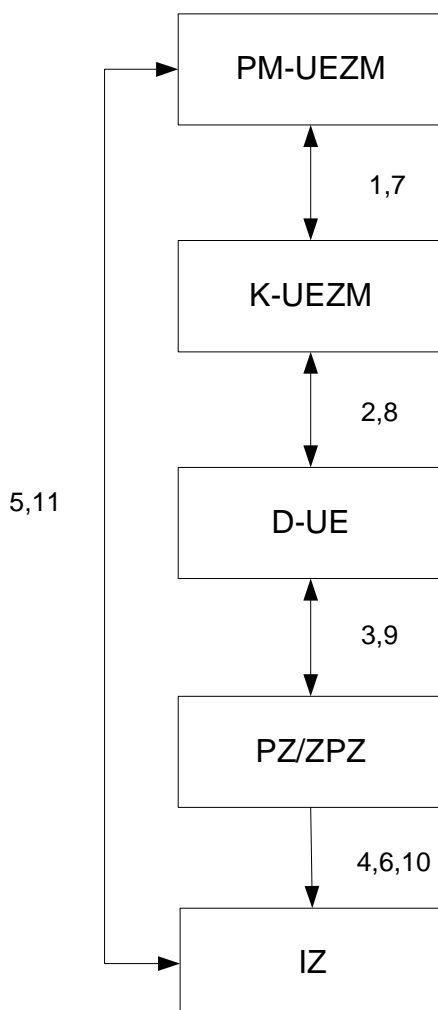 PM-UEZM
1,7
K-UEZM
2,8
5,11
D-UE
3,9
PZ/ZPZ
4,6,10
IZ